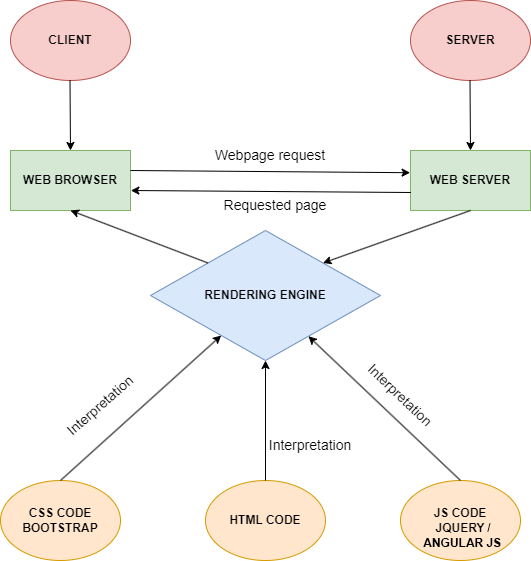 CLIENT
SERVER
Webpage request
WEB BROWSER
WEB SERVER
Requested page
RENDERING ENGINE
Interpretation
Interpretation
Interpretation
CSS CODE
BOOTSTRAP
HTML CODE
JS CODE
JQUERY /
ANGULAR JS